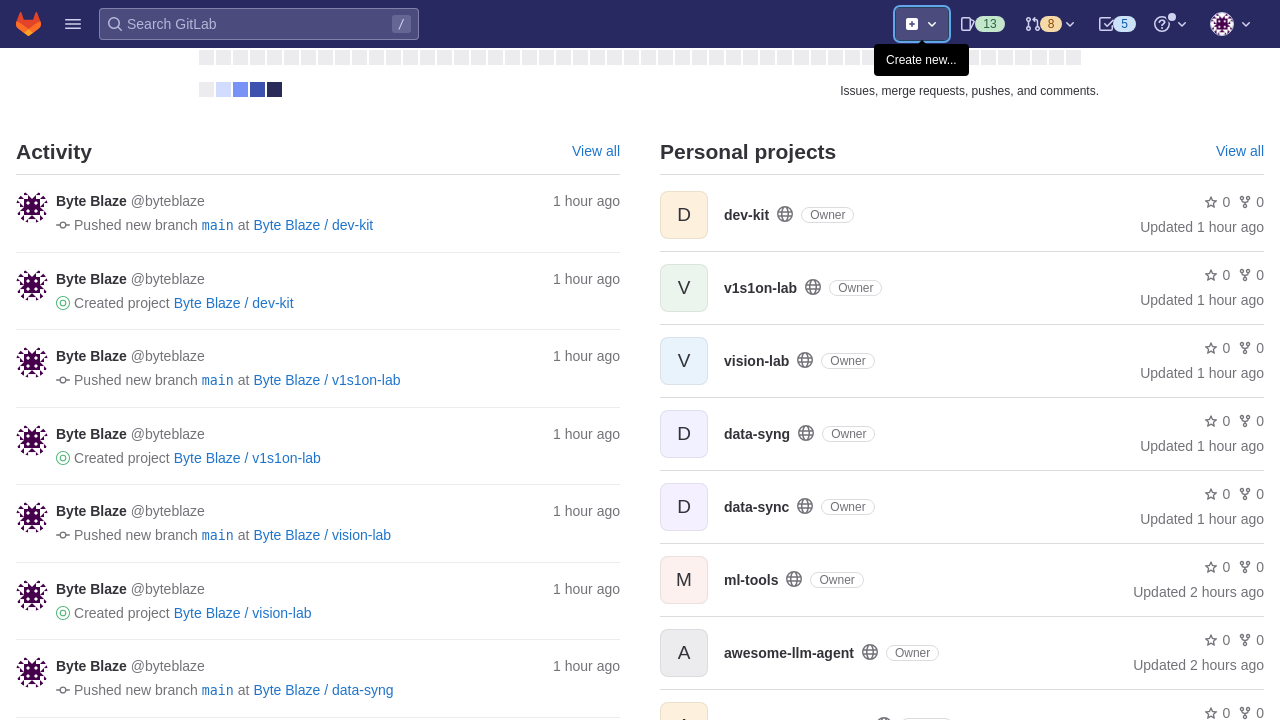 Search GitLab /
13
8
5
Create new...
Issues, merge requests, pushes, and comments.
Activity
View all
Byte Blaze @byteblaze 1 hour ago
Pushed new branch main at Byte Blaze / dev-kit
Byte Blaze @byteblaze 1 hour ago
Created project Byte Blaze / dev-kit
Byte Blaze @byteblaze 1 hour ago
Pushed new branch main at Byte Blaze / v1s1on-lab
Byte Blaze @byteblaze 1 hour ago
Created project Byte Blaze / v1s1on-lab
Byte Blaze @byteblaze 1 hour ago
Pushed new branch main at Byte Blaze / vision-lab
Byte Blaze @byteblaze 1 hour ago
Created project Byte Blaze / vision-lab
Byte Blaze @byteblaze 1 hour ago
Pushed new branch main at Byte Blaze / data-syng
Personal projects
View all
D dev-kit Owner 0 0
Updated 1 hour ago
V v1s1on-lab Owner 0 0
Updated 1 hour ago
V vision-lab Owner 0 0
Updated 1 hour ago
D data-syng Owner 0 0
Updated 1 hour ago
D data-sync Owner 0 0
Updated 1 hour ago
M ml-tools Owner 0 0
Updated 2 hours ago
A awesome-llm-agent Owner 0 0
Updated 2 hours ago
0 0